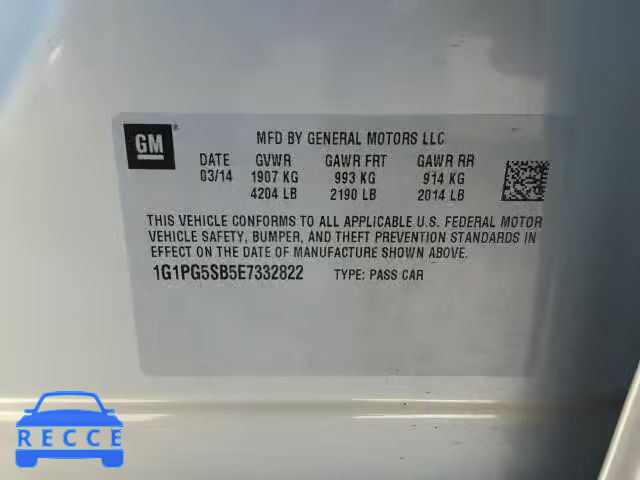 GM ®
MFD BY GENERAL MOTORS LLC
DATE GVWR GAWR FRT GAWR RR
03/14 1907 KG 993 KG 914 KG
4204 LB 2190 LB 2014 LB
THIS VEHICLE CONFORMS TO ALL APPLICABLE U.S. FEDERAL MOTOR
VEHICLE SAFETY, BUMPER, AND THEFT PREVENTION STANDARDS IN
EFFECT ON THE DATE OF MANUFACTURE SHOWN ABOVE.
1G1PG5SB5E7332822 TYPE: PASS CAR
RECCE